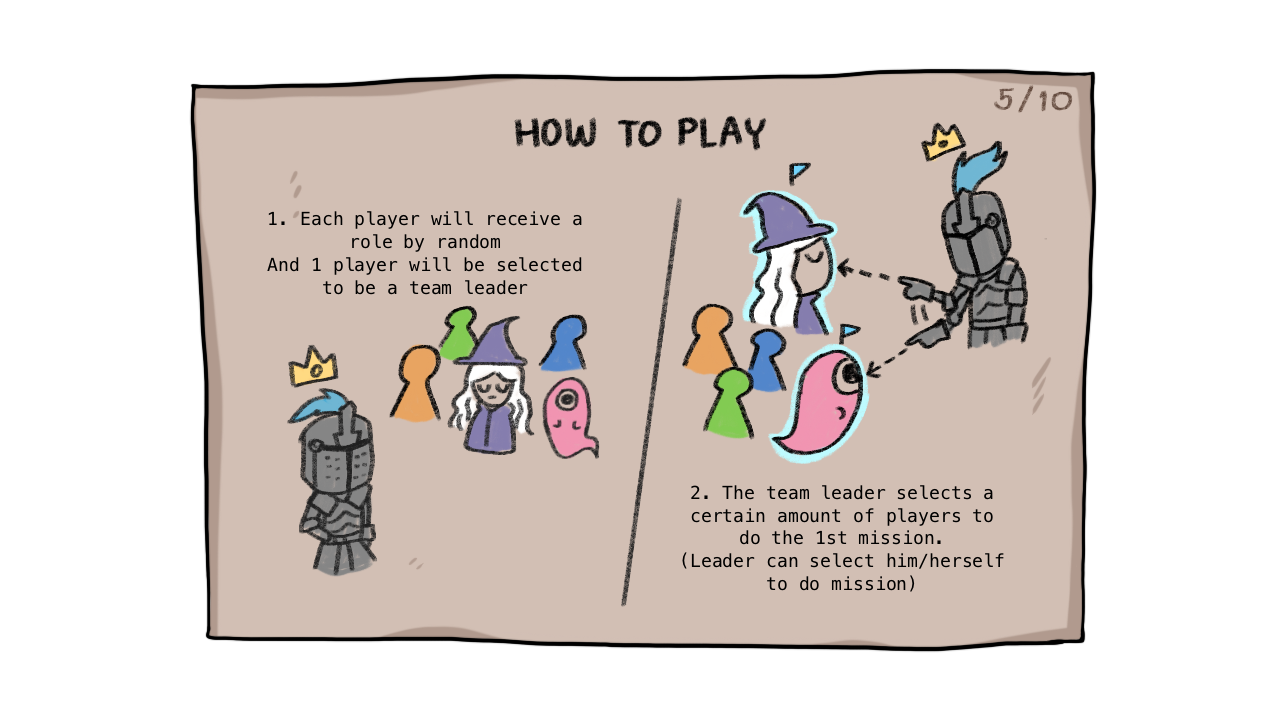 5/10
HOW TO PLAY
1. Each player will receive a
role by random
And 1 player will be selected
to be a team leader
2. The team leader selects a
certain amount of players to
do the 1st mission.
(Leader can select him/herself
to do mission)